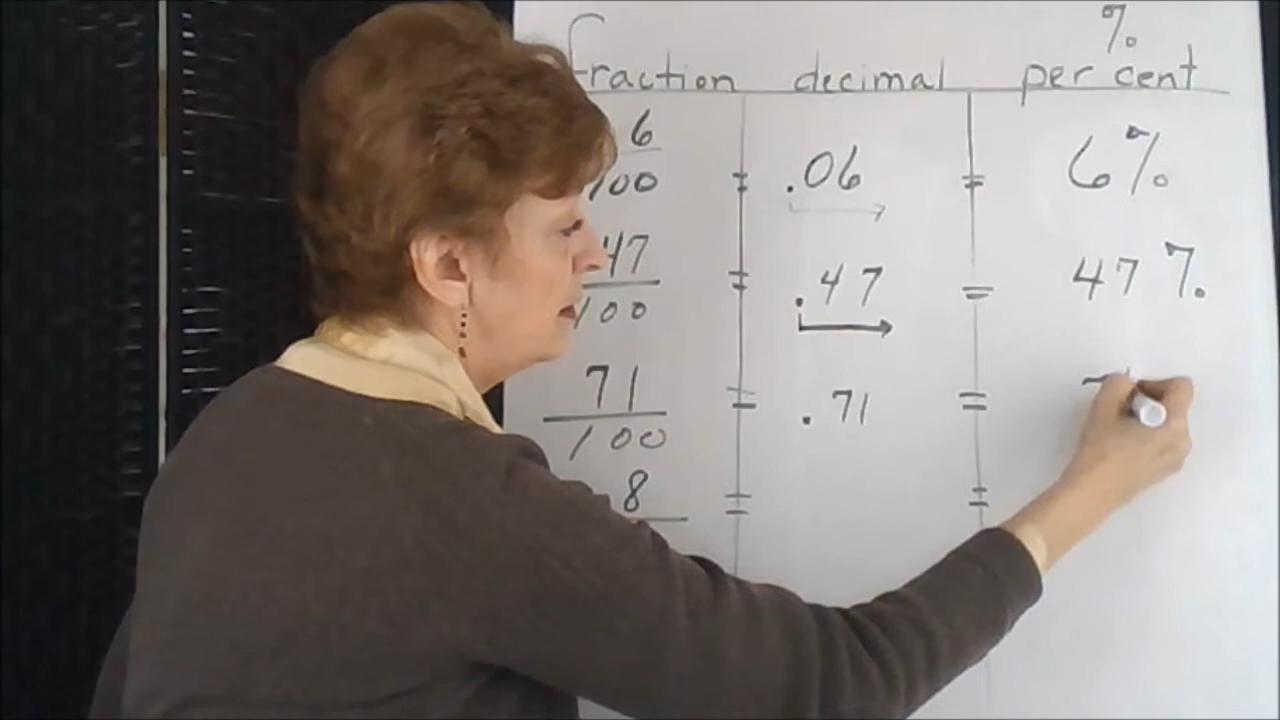 %
fraction decimal per cent
6
100 = .06 = 6%
47
100 = .47 = 47%
71
100 = .71 =
8
= =